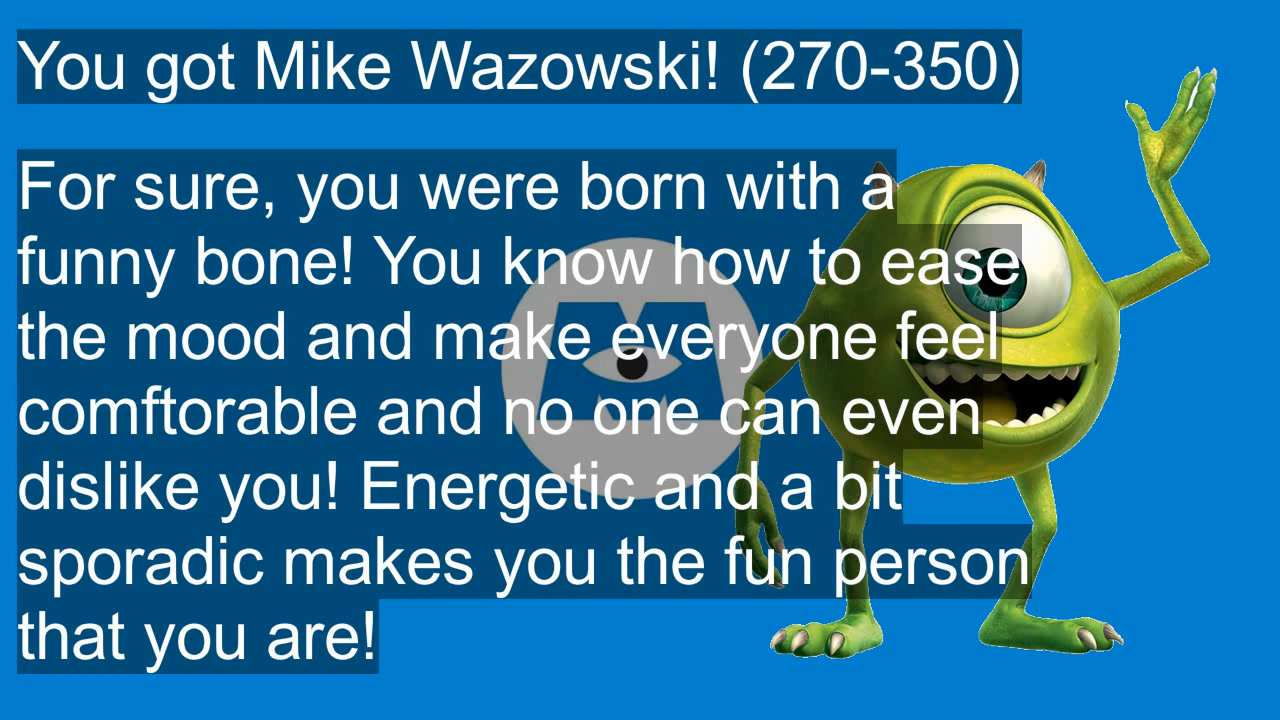 You got Mike Wazowski! (270-350)
For sure, you were born with a
funny bone! You know how to ease
the mood and make everyone feel
comftorable and no one can even
dislike you! Energetic and a bit
sporadic makes you the fun person
that you are!